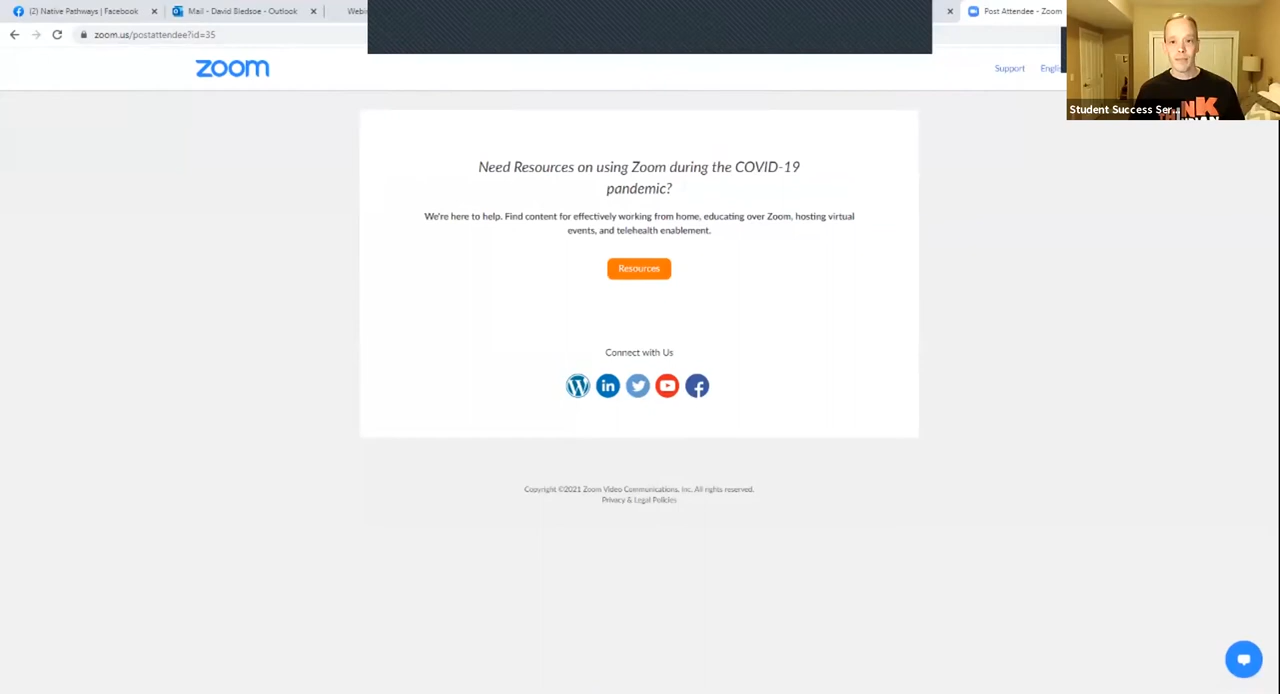 (2) Native Pathways | Facebook
Mail - David Bledsoe - Outlook
Webin
Post Attendee - Zoom
zoom.us/postattendee?id=35
zoom
Support
Engli
Student Success Ser...
Need Resources on using Zoom during the COVID-19
pandemic?
We're here to help. Find content for effectively working from home, educating over Zoom, hosting virtual
events, and telehealth enablement.
Resources
Connect with Us
Copyright ©2021 Zoom Video Communications, Inc. All rights reserved.
Privacy & Legal Policies